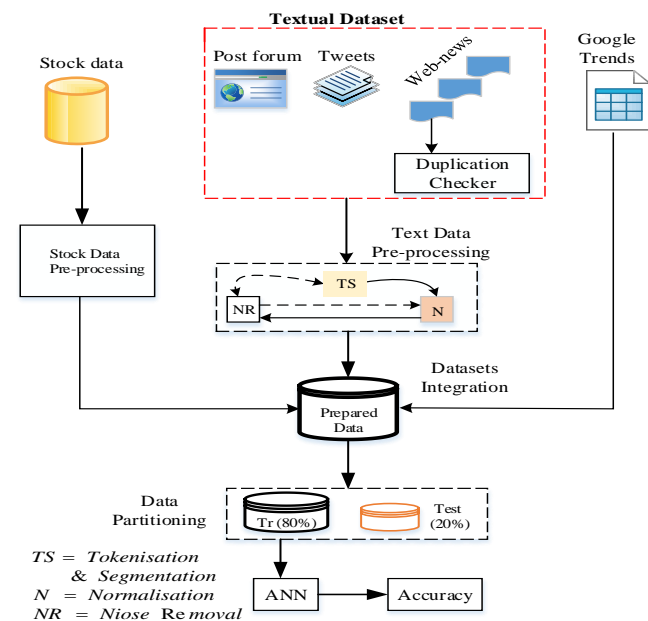 Textual Dataset
Stock data
Post forum
Tweets
Web-news
Google
Trends
Duplication
Checker
Stock Data
Pre-processing
Text Data
Pre-processing
TS
NR
N
Datasets
Integration
Prepared
Data
Data
Partitioning
Tr (80%)
Test
(20%)
TS = Tokenisation
& Segmentation
N = Normalisation
NR = Niose Removal
ANN
Accuracy